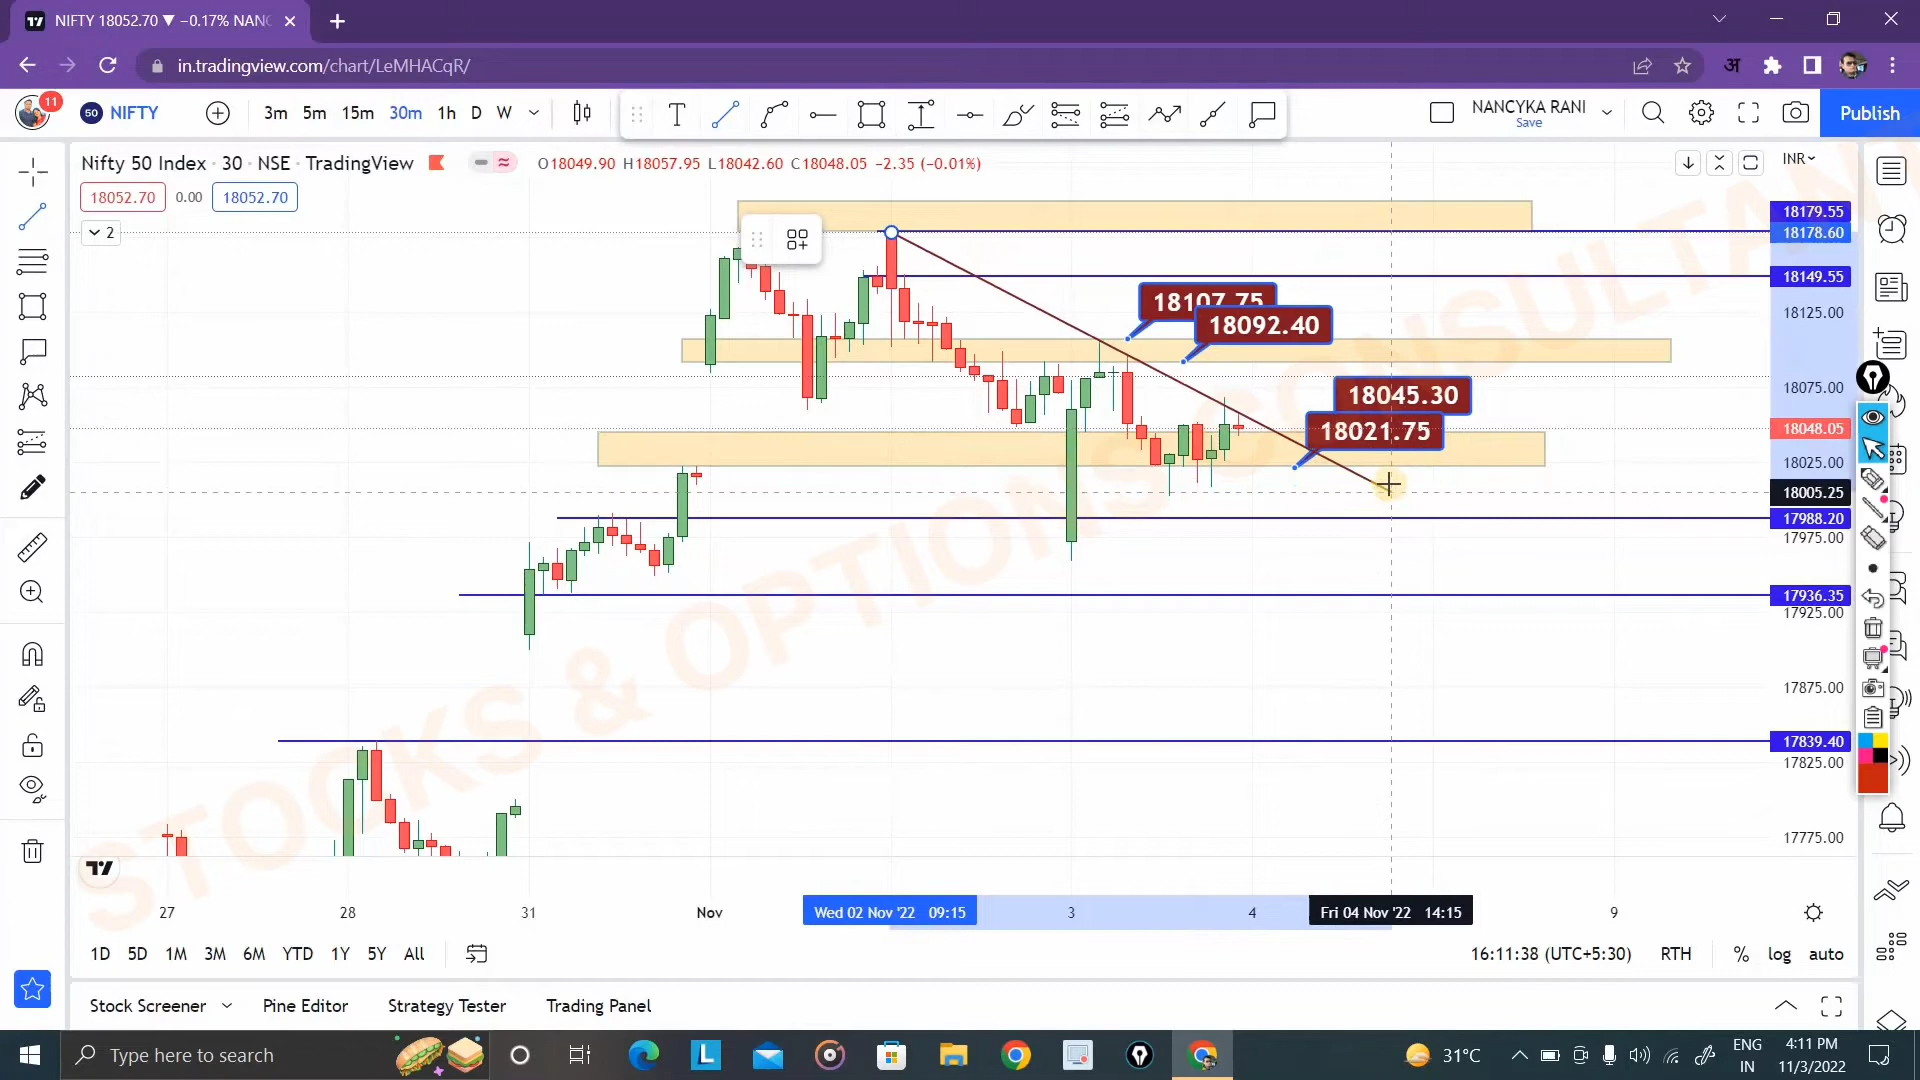 NIFTY 18052.70 ▼ −0.17% NANC
in.tradingview.com/chart/LeMHACqR/
अ
11
50 NIFTY
3m 5m 15m 30m 1h D W
T
NANCYKA RANI
Save
Publish
Nifty 50 Index · 30 · NSE · TradingView
O18049.90 H18057.95 L18042.60 C18048.05 −2.35 (−0.01%)
INR
18052.70 0.00 18052.70
2
18179.55
18178.60
18149.55
18125.00
18075.00
18048.05
18025.00
18005.25
17988.20
17975.00
17936.35
17925.00
17875.00
17839.40
17825.00
17775.00
18107.75
18092.40
18045.30
18021.75
STOCKS & OPTIONS CONSULTANT
27 28 31 Nov Wed 02 Nov '22 09:15 3 4 Fri 04 Nov '22 14:15 9
1D 5D 1M 3M 6M YTD 1Y 5Y All
16:11:38 (UTC+5:30) RTH % log auto
Stock Screener Pine Editor Strategy Tester Trading Panel
Type here to search
L
31°C
ENG
IN
4:11 PM
11/3/2022